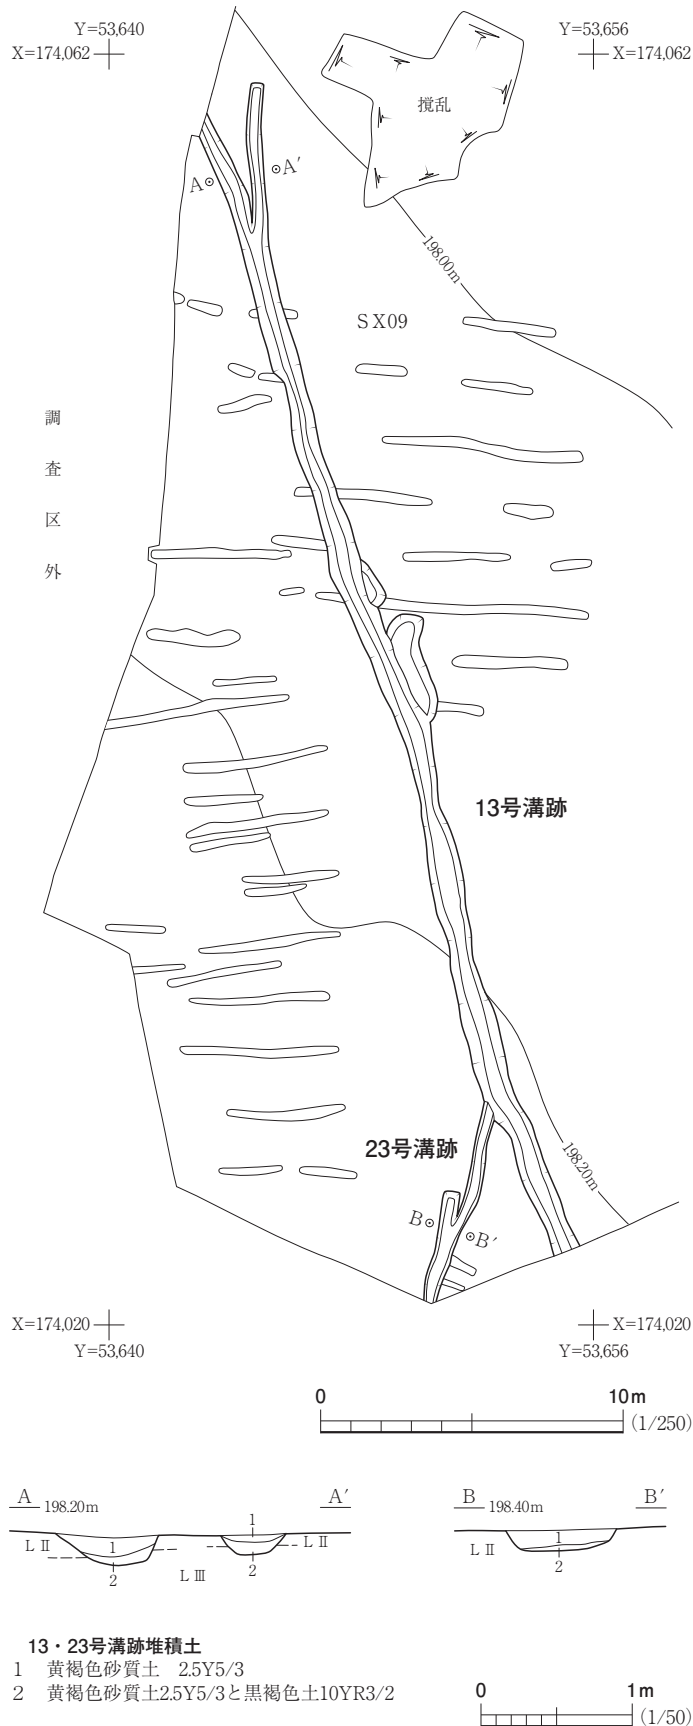 Y=53,640
Y=53,656
X=174,062
X=174,062
撹乱
A
A′
198.00m
SX09
調査区外
13号溝跡
23号溝跡
198.20m
B
B′
X=174,020
X=174,020
Y=53,640
Y=53,656
0
10m
(1/250)
A
198.20m
A′
B
198.40m
B′
1
1
1
LⅡ
LⅡ
LⅡ
2
LⅢ
2
2
13・23号溝跡堆積土
1 黄褐色砂質土 2.5Y5/3
2 黄褐色砂質土2.5Y5/3と黒褐色土10YR3/2
0
1m
(1/50)